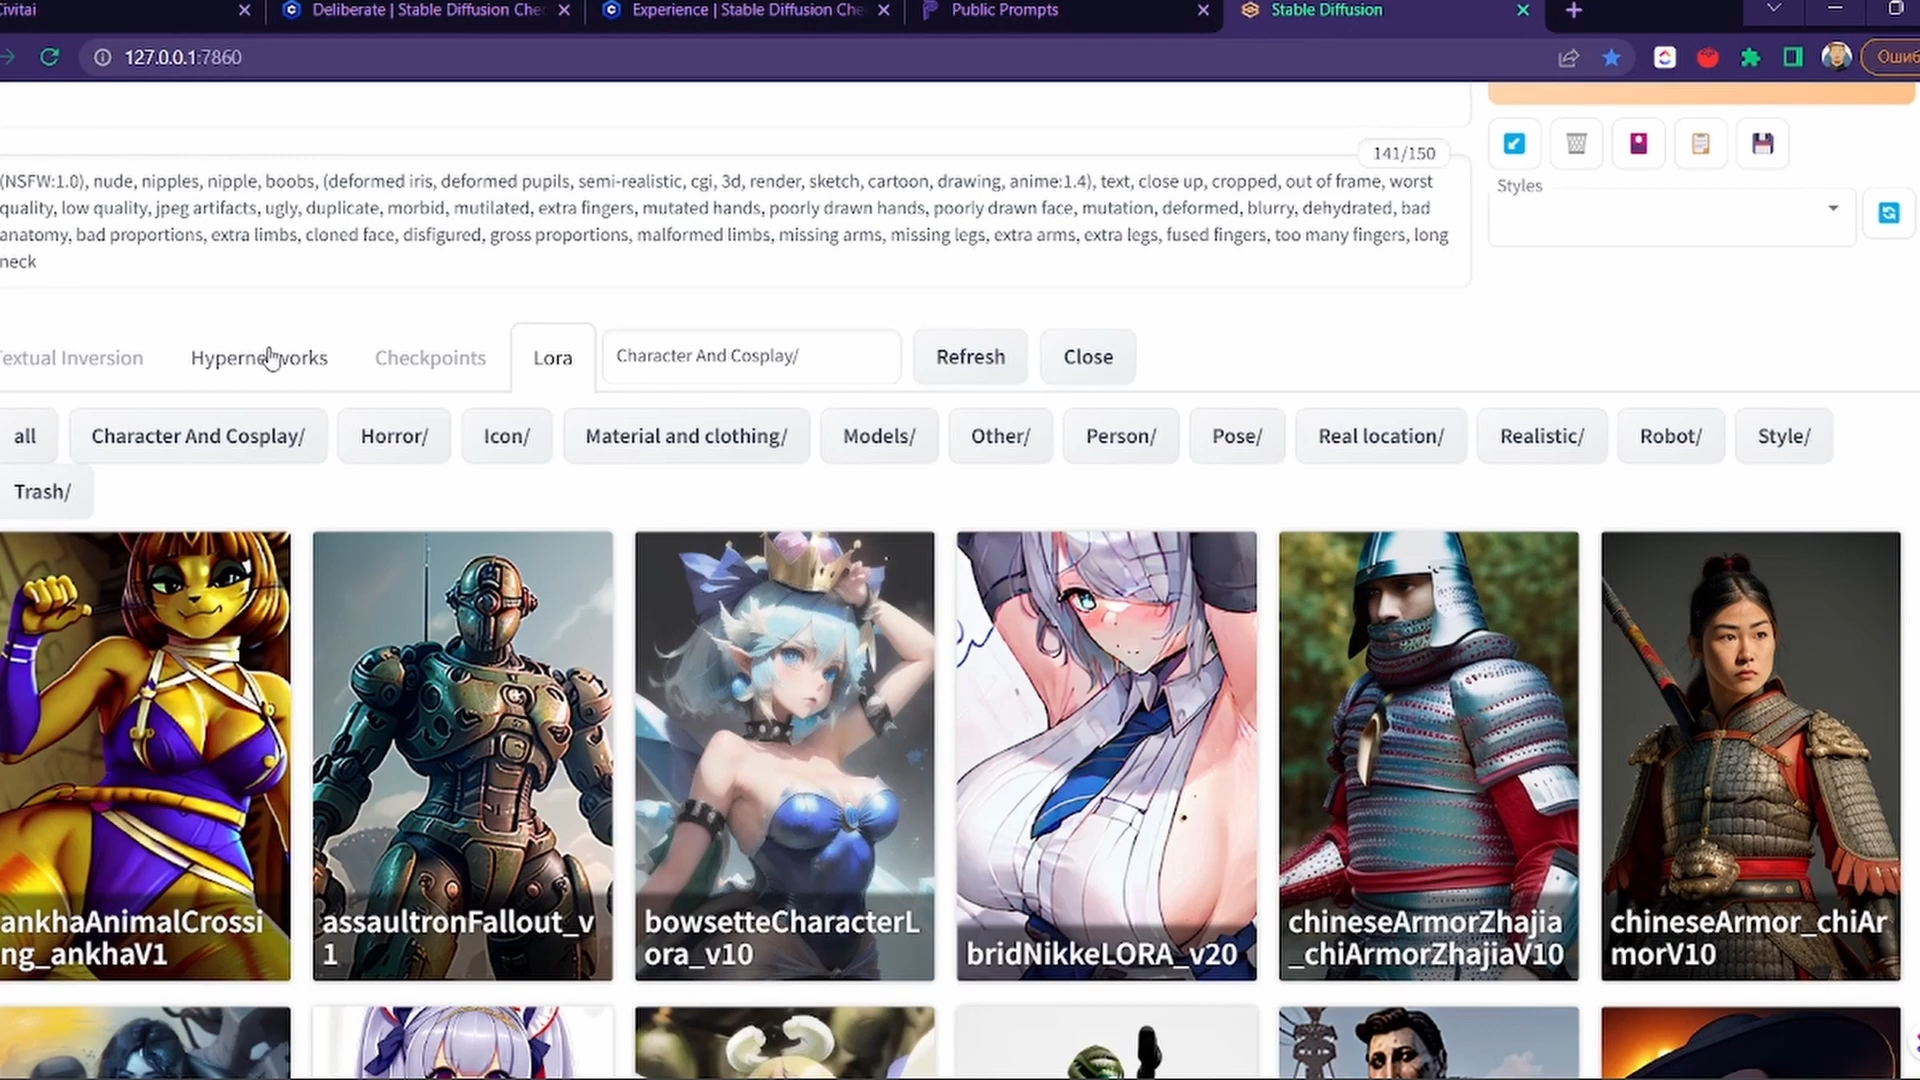 Civitai
Deliberate | Stable Diffusion Che
Experience | Stable Diffusion Che
Public Prompts
Stable Diffusion
127.0.0.1:7860
Ошиб
141/150
(NSFW:1.0), nude, nipples, nipple, boobs, (deformed iris, deformed pupils, semi-realistic, cgi, 3d, render, sketch, cartoon, drawing, anime:1.4), text, close up, cropped, out of frame, worst
quality, low quality, jpeg artifacts, ugly, duplicate, morbid, mutilated, extra fingers, mutated hands, poorly drawn hands, poorly drawn face, mutation, deformed, blurry, dehydrated, bad
anatomy, bad proportions, extra limbs, cloned face, disfigured, gross proportions, malformed limbs, missing arms, missing legs, extra arms, extra legs, fused fingers, too many fingers, long
neck
Styles
Textual Inversion
Hypernetworks
Checkpoints
Lora
Character And Cosplay/
Refresh
Close
all
Character And Cosplay/
Horror/
Icon/
Material and clothing/
Models/
Other/
Person/
Pose/
Real location/
Realistic/
Robot/
Style/
Trash/
ankhaAnimalCrossi
ng_ankhaV1
assaultronFallout_v
1
bowsetteCharacterL
ora_v10
bridNikkeLORA_v20
chineseArmorZhajia
_chiArmorZhajiaV10
chineseArmor_chiAr
morV10